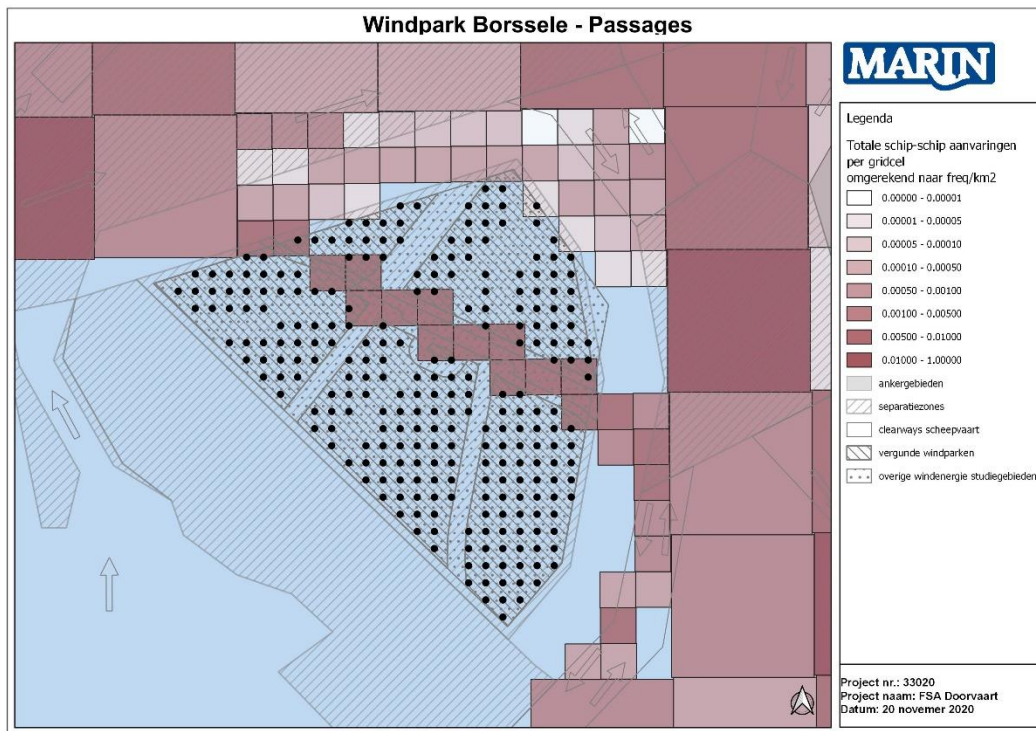 Windpark Borssele - Passages
MARIN
Legenda
Totale schip-schip aanvaringen
per gridcel
omgerekend naar freq/km2
0.00000 - 0.00001
0.00001 - 0.00005
0.00005 - 0.00010
0.00010 - 0.00050
0.00050 - 0.00100
0.00100 - 0.00500
0.00500 - 0.01000
0.01000 - 1.00000
ankergebieden
separatiezones
clearways scheepvaart
vergunde windparken
overige windenergie studiegebieden
Project nr.: 33020
Project naam: FSA Doorvaart
Datum: 20 novemer 2020